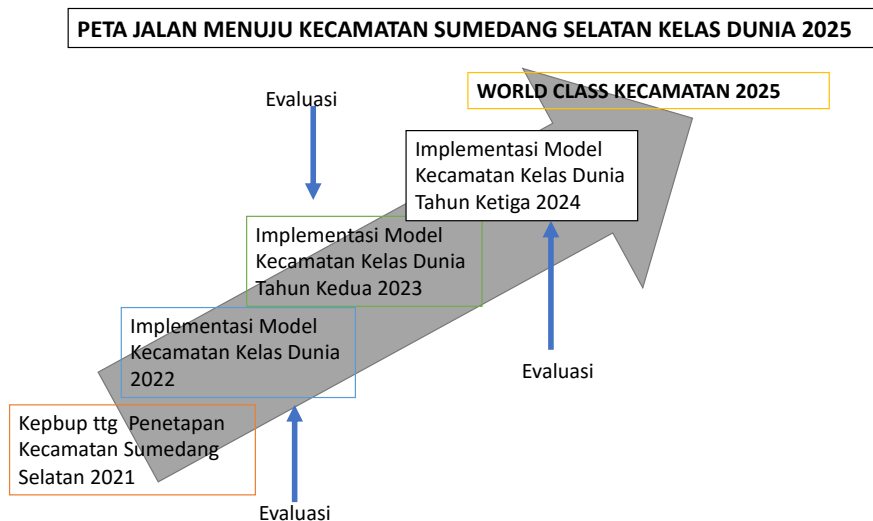 PETA JALAN MENUJU KECAMATAN SUMEDANG SELATAN KELAS DUNIA 2025
WORLD CLASS KECAMATAN 2025
Evaluasi
Implementasi Model
Kecamatan Kelas Dunia
Tahun Ketiga 2024
Implementasi Model
Kecamatan Kelas Dunia
Tahun Kedua 2023
Implementasi Model
Kecamatan Kelas Dunia
2022
Evaluasi
Kepbup ttg Penetapan
Kecamatan Sumedang
Selatan 2021
Evaluasi